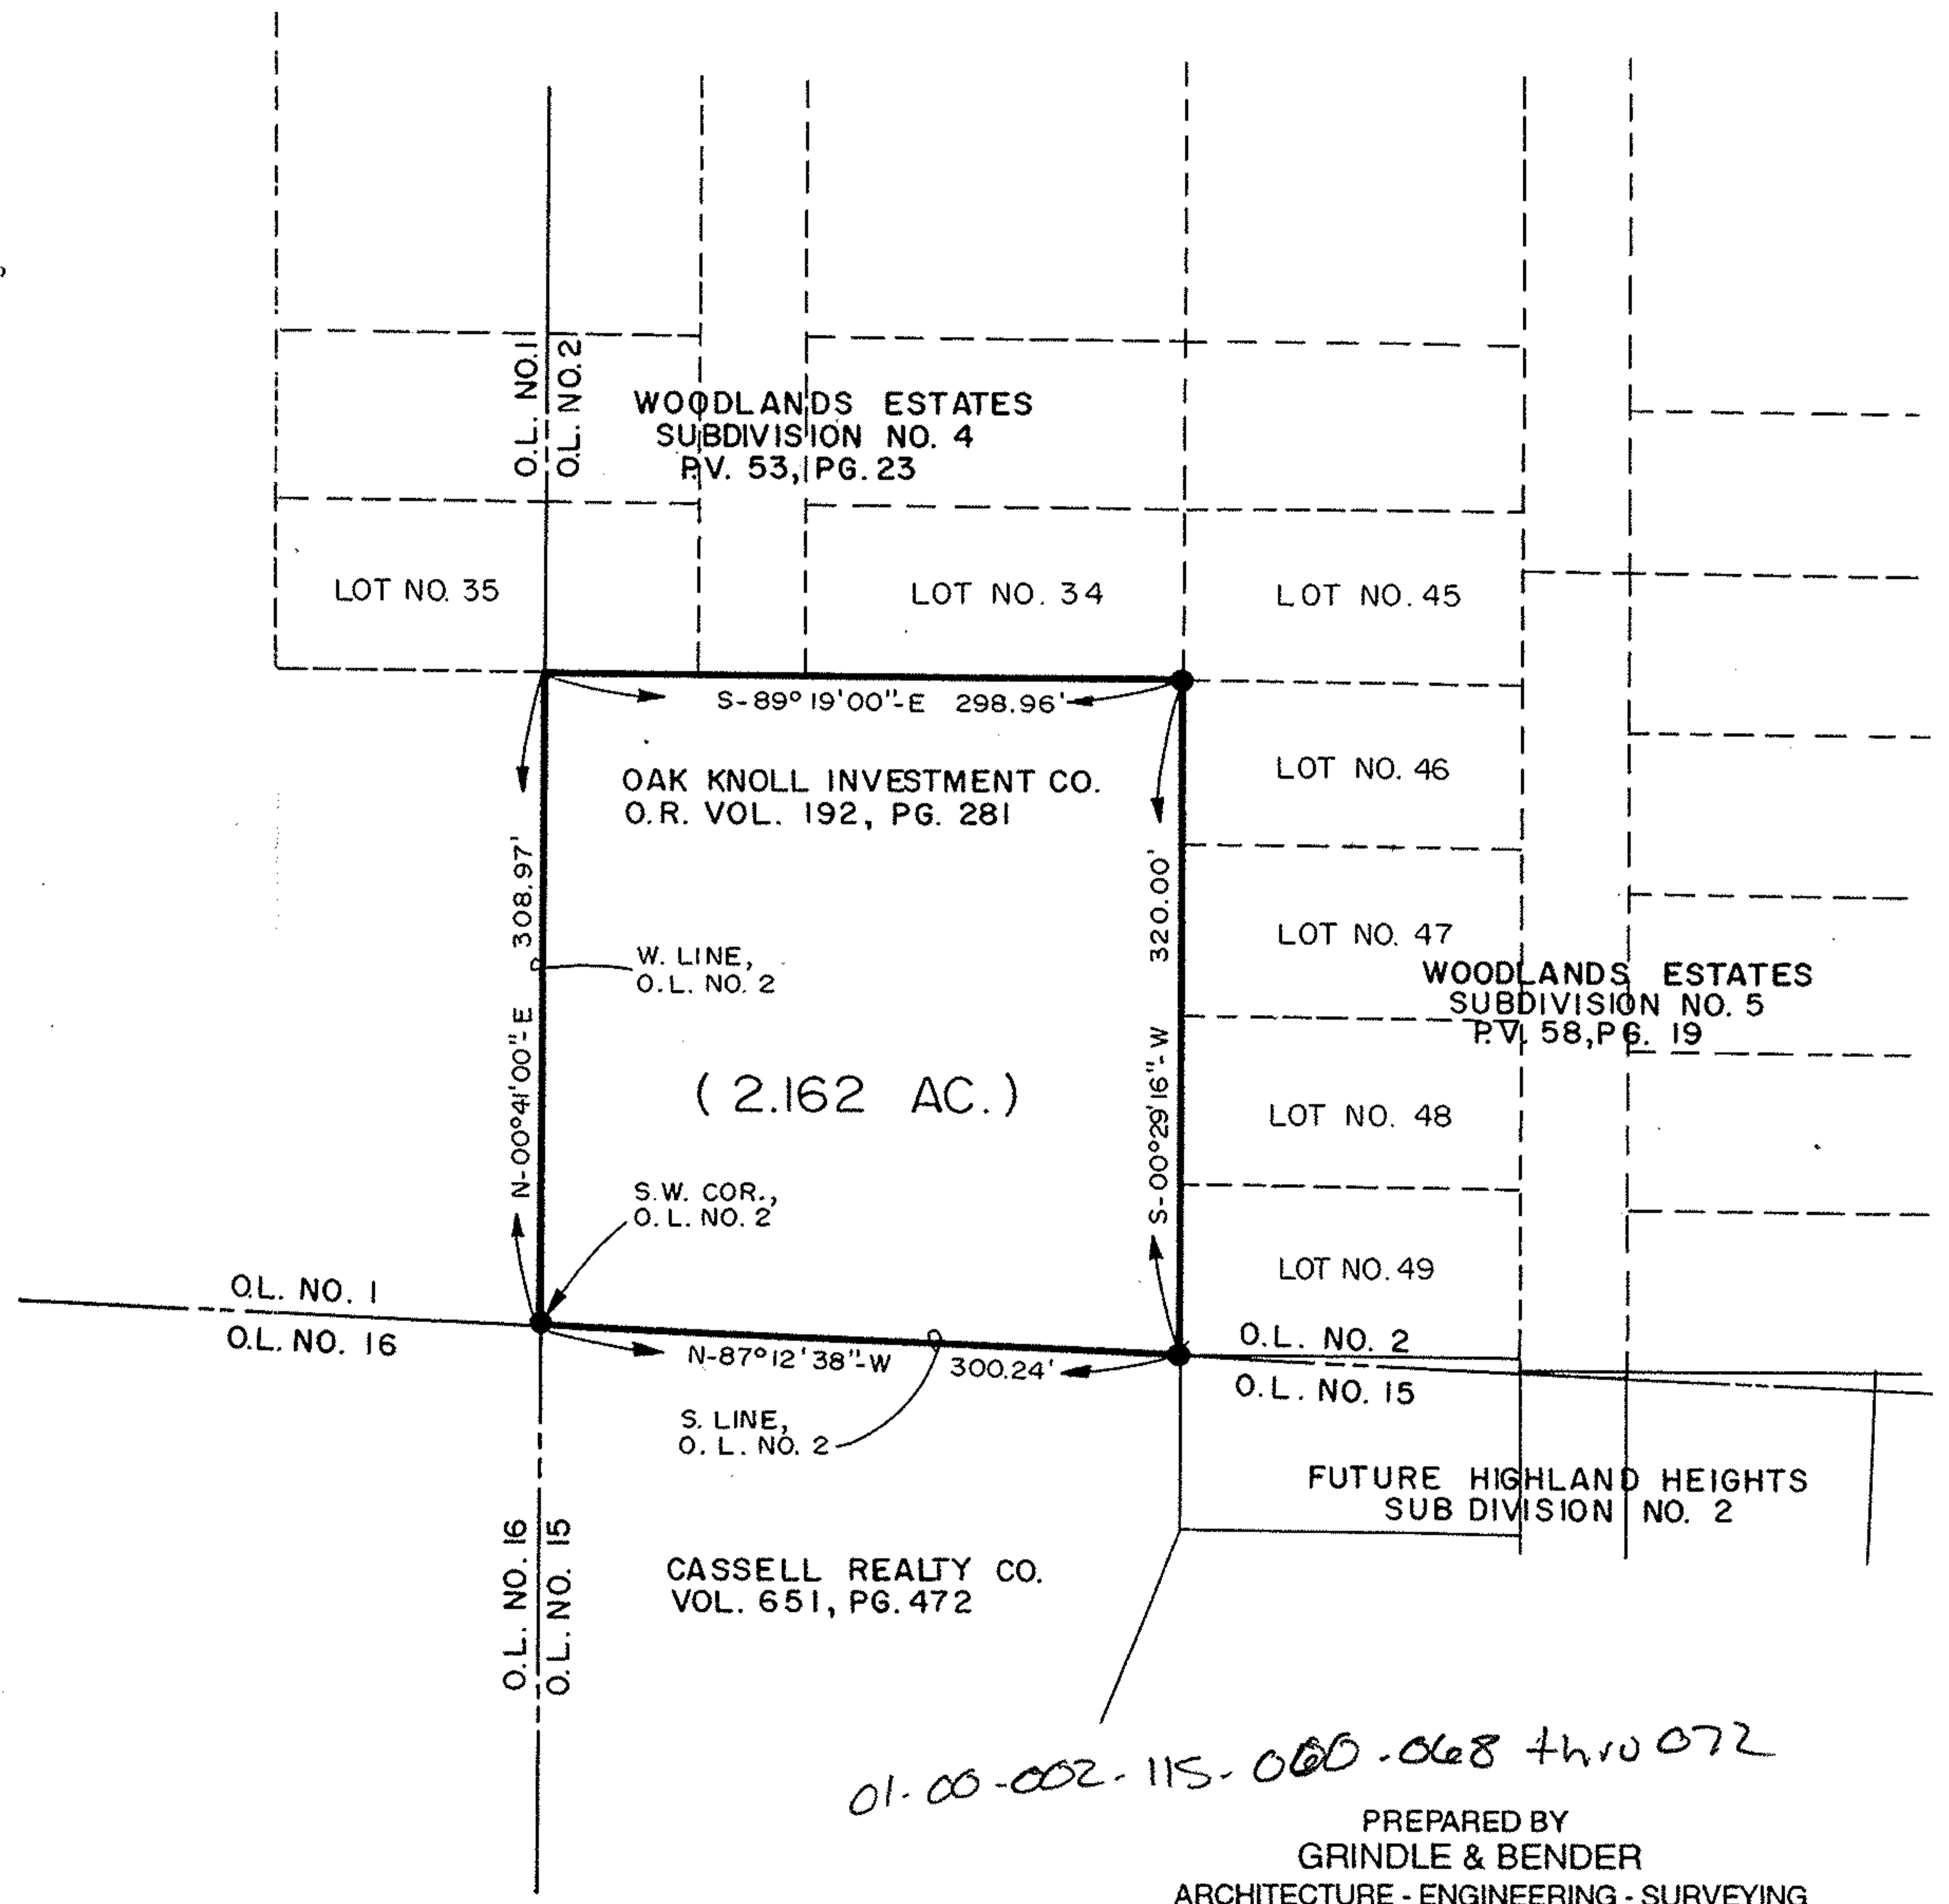 O.L. NO. 1
O.L. NO. 2
WOODLANDS ESTATES
SUBDIVISION NO. 4
P.V. 53, PG. 23
LOT NO. 35
LOT NO. 34
LOT NO. 45
S-89°19'00"-E 298.96'
OAK KNOLL INVESTMENT CO.
O.R. VOL. 192, PG. 281
LOT NO. 46
N-00°41'00"-E 308.97'
S-00°29'16"-W 320.00'
W. LINE,
O.L. NO. 2
LOT NO. 47
WOODLANDS ESTATES
SUBDIVISION NO. 5
P.V. 58, PG. 19
(2.162 AC.)
LOT NO. 48
S.W. COR.,
O.L. NO. 2
LOT NO. 49
O.L. NO. 1
O.L. NO. 16
N-87°12'38"-W 300.24'
O.L. NO. 2
O.L. NO. 15
S. LINE,
O.L. NO. 2
FUTURE HIGHLAND HEIGHTS
SUB DIVISION NO. 2
O.L. NO. 16
O.L. NO. 15
CASSELL REALTY CO.
VOL. 651, PG. 472
01-00-002-115-060-068 thru 072
PREPARED BY
GRINDLE & BENDER
ARCHITECTURE - ENGINEERING - SURVEYING